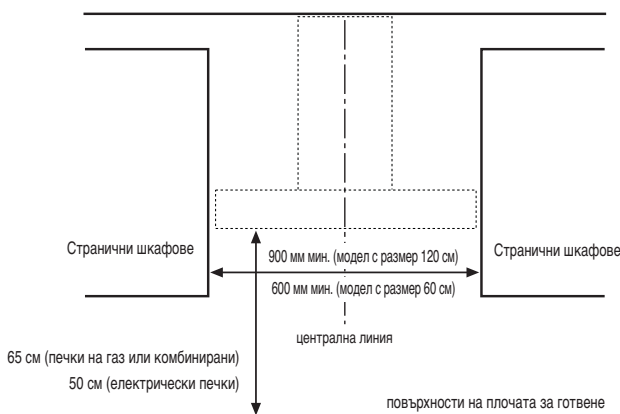 Странични шкафове
900 мм мин. (модел с размер 120 см)
Странични шкафове
600 мм мин. (модел с размер 60 см)
централна линия
65 см (печки на газ или комбинирани)
50 см (електрически печки)
повърхности на плочата за готвене